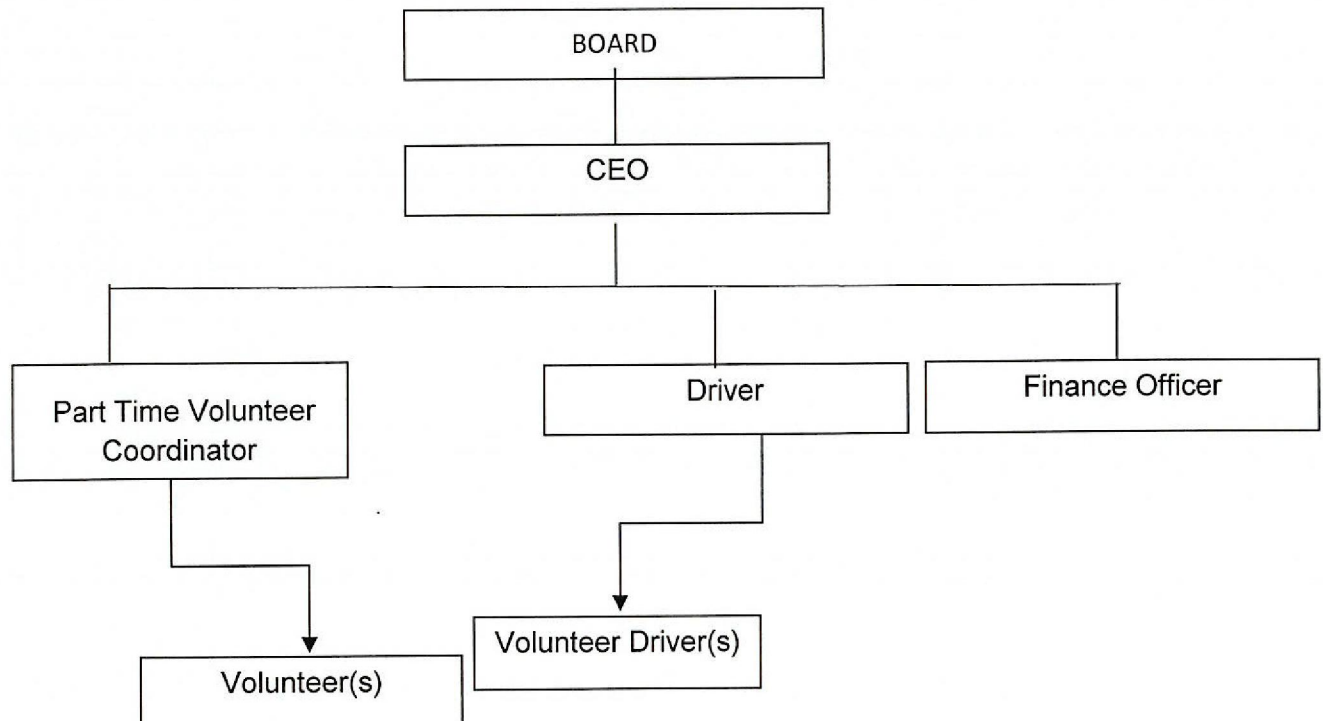 BOARD
CEO
Part Time Volunteer
Coordinator
Driver
Finance Officer
Volunteer Driver(s)
Volunteer(s)